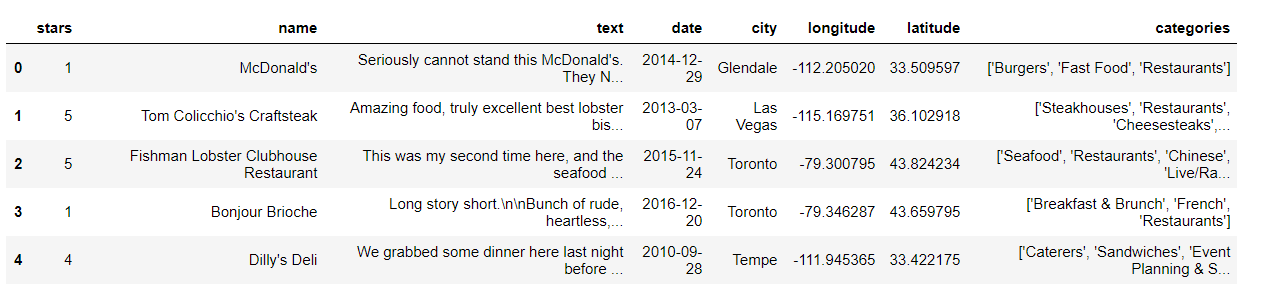 stars name text date city longitude latitude categories
0 1 McDonald's Seriously cannot stand this McDonald's. They N... 2014-12-29 Glendale -112.205020 33.509597 ['Burgers', 'Fast Food', 'Restaurants']
1 5 Tom Colicchio's Craftsteak Amazing food, truly excellent best lobster bis... 2013-03-07 Las Vegas -115.169751 36.102918 ['Steakhouses', 'Restaurants', 'Cheesesteaks',...
2 5 Fishman Lobster Clubhouse Restaurant This was my second time here, and the seafood ... 2015-11-24 Toronto -79.300795 43.824234 ['Seafood', 'Restaurants', 'Chinese', 'Live/Ra...
3 1 Bonjour Brioche Long story short.\n\nBunch of rude, heartless,... 2016-12-20 Toronto -79.346287 43.659795 ['Breakfast & Brunch', 'French', 'Restaurants']
4 4 Dilly's Deli We grabbed some dinner here last night before ... 2010-09-28 Tempe -111.945365 33.422175 ['Caterers', 'Sandwiches', 'Event Planning & S...